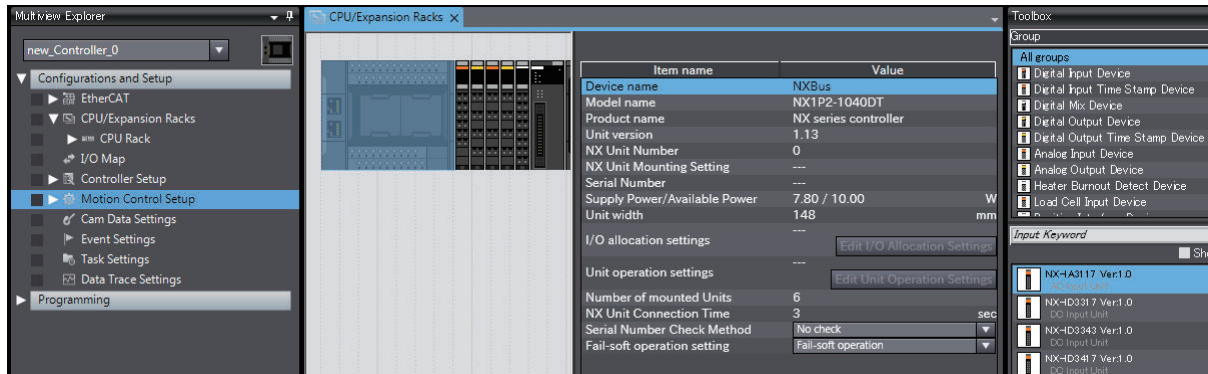 Multiview Explorer
new_Controller_0
Configurations and Setup
EtherCAT
CPU/Expansion Racks
CPU Rack
I/O Map
Controller Setup
Motion Control Setup
Cam Data Settings
Event Settings
Task Settings
Data Trace Settings
Programming
CPU/Expansion Racks
Item name Value
Device name NXBus
Model name NX1P2-1040DT
Product name NX series controller
Unit version 1.13
NX Unit Number 0
NX Unit Mounting Setting ---
Serial Number ---
Supply Power/Available Power 7.80 / 10.00 W
Unit width 148 mm
I/O allocation settings ---
Edit I/O Allocation Settings
Unit operation settings ---
Edit Unit Operation Settings
Number of mounted Units 6
NX Unit Connection Time 3 sec
Serial Number Check Method No check
Fail-soft operation setting Fail-soft operation
Toolbox
Group
All groups
Digital Input Device
Digital Input Time Stamp Device
Digital Mix Device
Digital Output Device
Digital Output Time Stamp Device
Analog Input Device
Analog Output Device
Heater Burnout Detect Device
Load Cell Input Device
Input Keyword
Sh
NX-IA3117 Ver.1.0
AC Input Unit
NX-ID3317 Ver.1.0
DC Input Unit
NX-ID3343 Ver.1.0
DC Input Unit
NX-ID3417 Ver.1.0
DC Input Unit